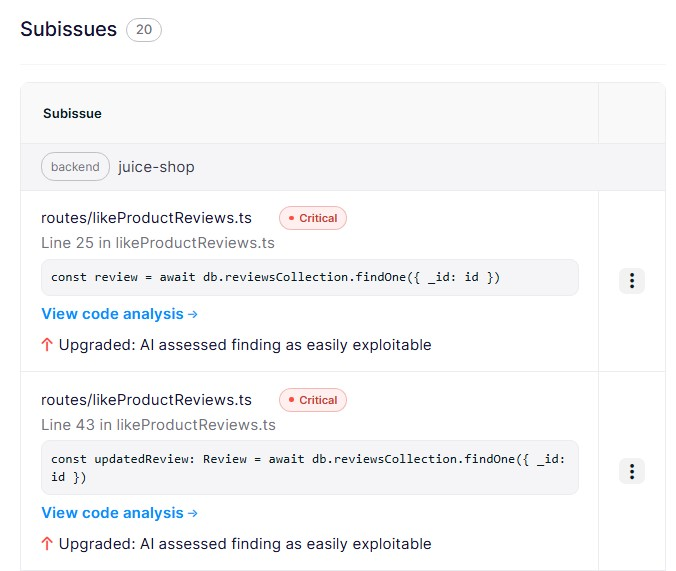 Subissues 20
Subissue
backend juice-shop
routes/likeProductReviews.ts Critical
Line 25 in likeProductReviews.ts
const review = await db.reviewsCollection.findOne({ _id: id })
View code analysis →
↑ Upgraded: AI assessed finding as easily exploitable
routes/likeProductReviews.ts Critical
Line 43 in likeProductReviews.ts
const updatedReview: Review = await db.reviewsCollection.findOne({ _id:
id })
View code analysis →
↑ Upgraded: AI assessed finding as easily exploitable